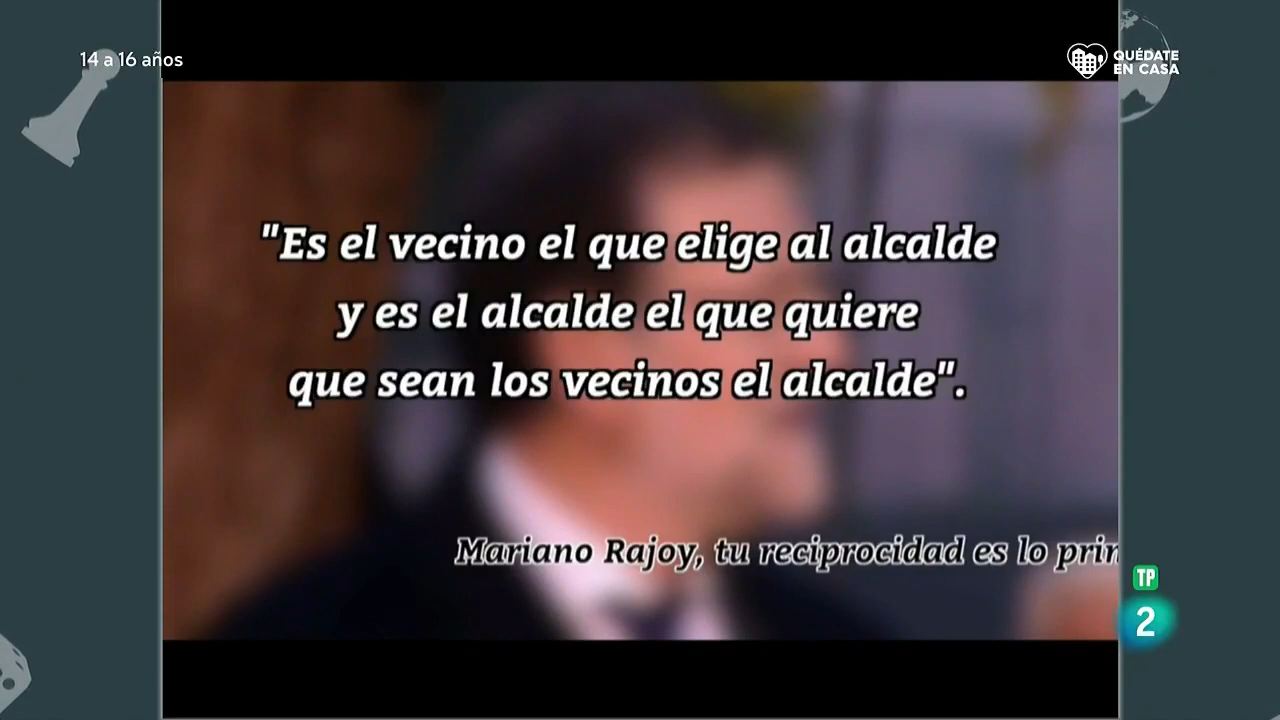 14 a 16 años
QUÉDATE
EN CASA
"Es el vecino el que elige al alcalde
y es el alcalde el que quiere
que sean los vecinos el alcalde".
Mariano Rajoy, tu reciprocidad es lo
TP
2